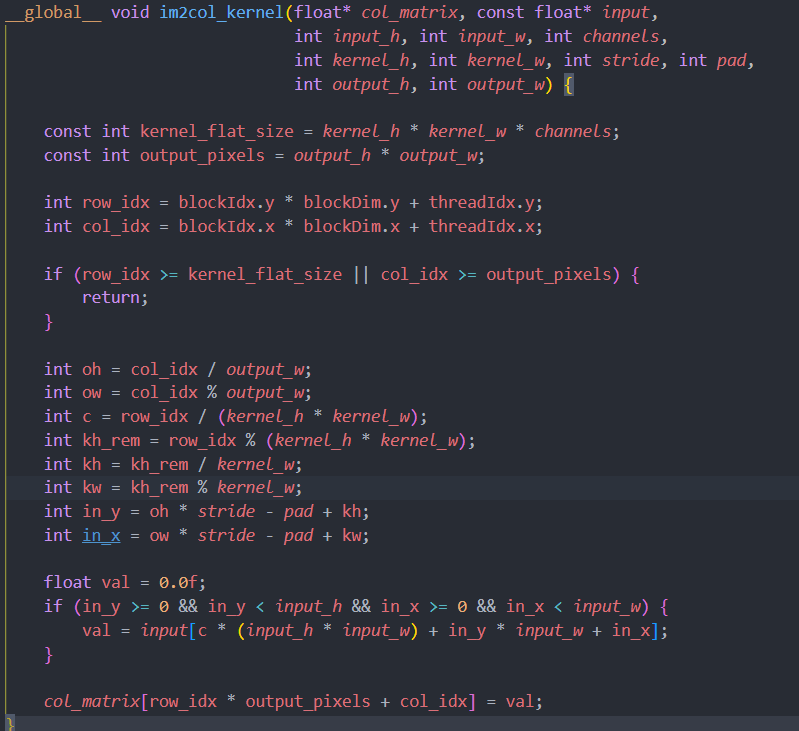 __global__ void im2col_kernel(float* col_matrix, const float* input,
int input_h, int input_w, int channels,
int kernel_h, int kernel_w, int stride, int pad,
int output_h, int output_w) {
const int kernel_flat_size = kernel_h * kernel_w * channels;
const int output_pixels = output_h * output_w;
int row_idx = blockIdx.y * blockDim.y + threadIdx.y;
int col_idx = blockIdx.x * blockDim.x + threadIdx.x;
if (row_idx >= kernel_flat_size || col_idx >= output_pixels) {
return;
}
int oh = col_idx / output_w;
int ow = col_idx % output_w;
int c = row_idx / (kernel_h * kernel_w);
int kh_rem = row_idx % (kernel_h * kernel_w);
int kh = kh_rem / kernel_w;
int kw = kh_rem % kernel_w;
int in_y = oh * stride - pad + kh;
int in_x = ow * stride - pad + kw;
float val = 0.0f;
if (in_y >= 0 && in_y < input_h && in_x >= 0 && in_x < input_w) {
val = input[c * (input_h * input_w) + in_y * input_w + in_x];
}
col_matrix[row_idx * output_pixels + col_idx] = val;
}